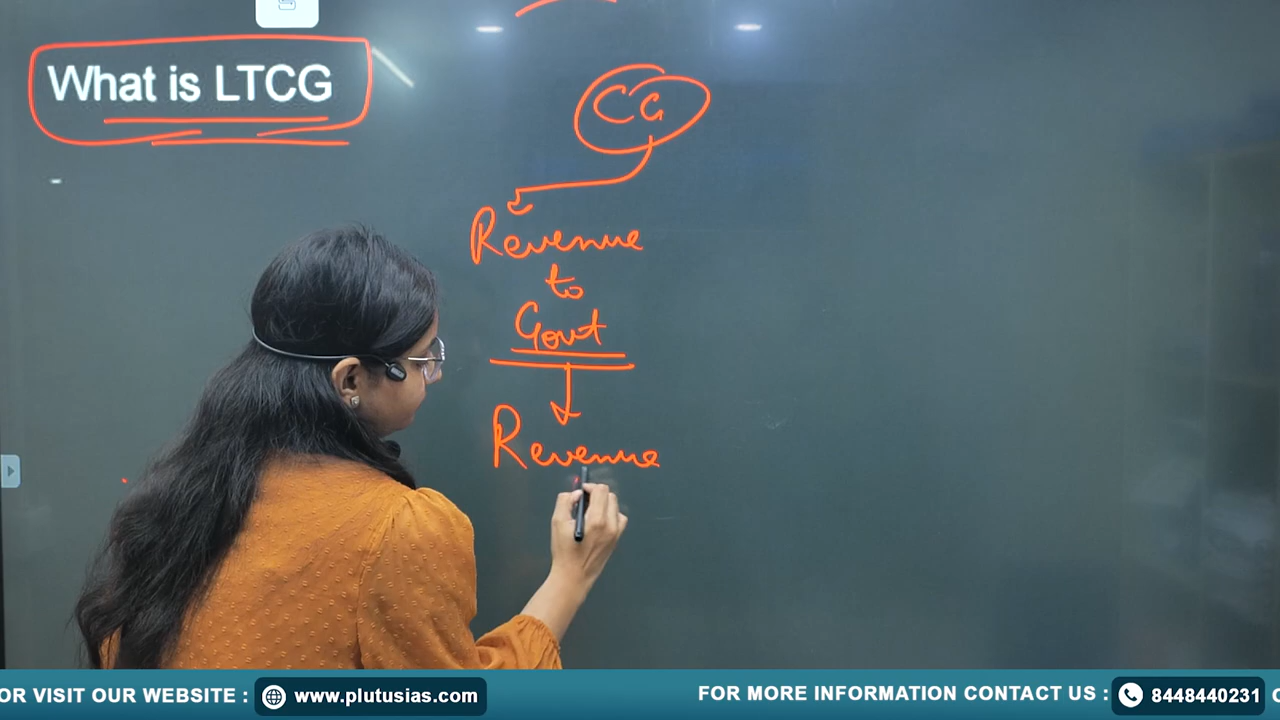 What is LTCG
CG
Revenue
to
Govt
Revenue
OR VISIT OUR WEBSITE : www.plutusias.com
FOR MORE INFORMATION CONTACT US : 8448440231